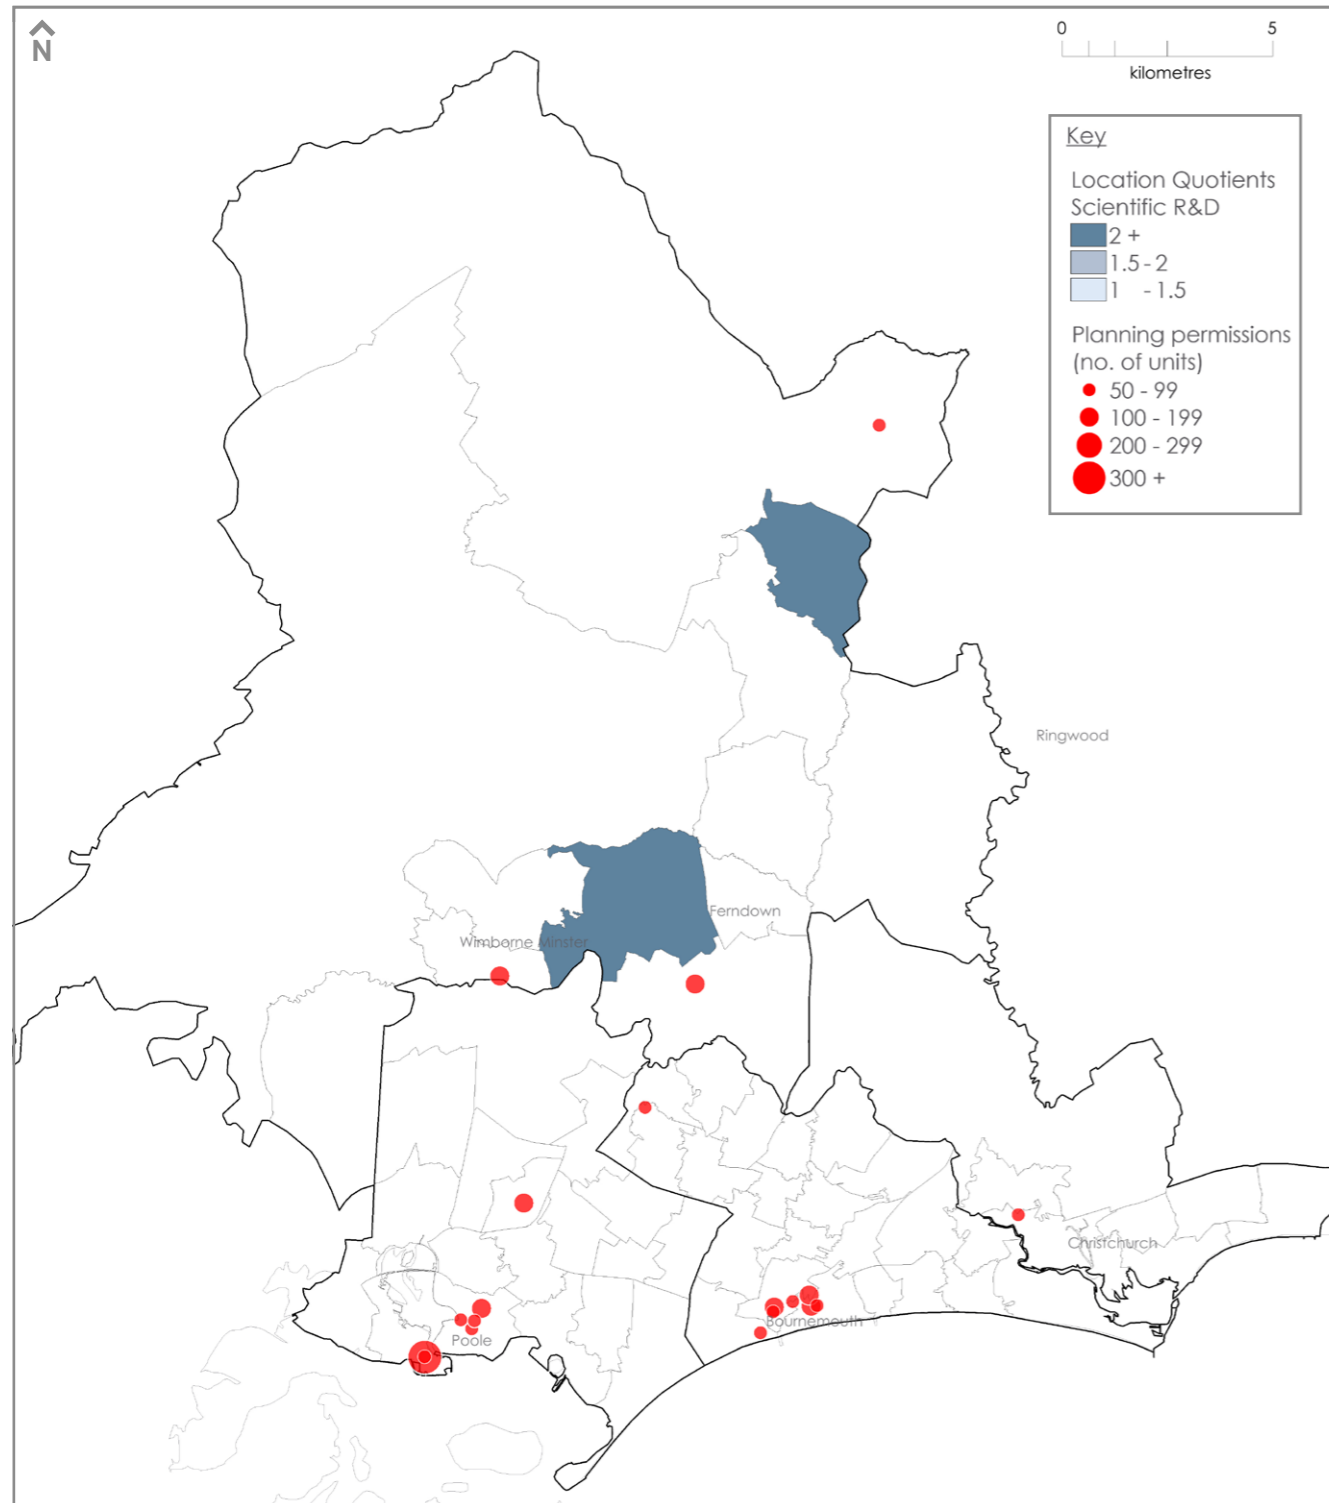 N
0 5
kilometres
Key
Location Quotients
Scientific R&D
2 +
1.5 - 2
1 - 1.5
Planning permissions
(no. of units)
50 - 99
100 - 199
200 - 299
300 +
Ringwood
Ferndown
Wimborne Minster
Christchurch
Bournemouth
Poole